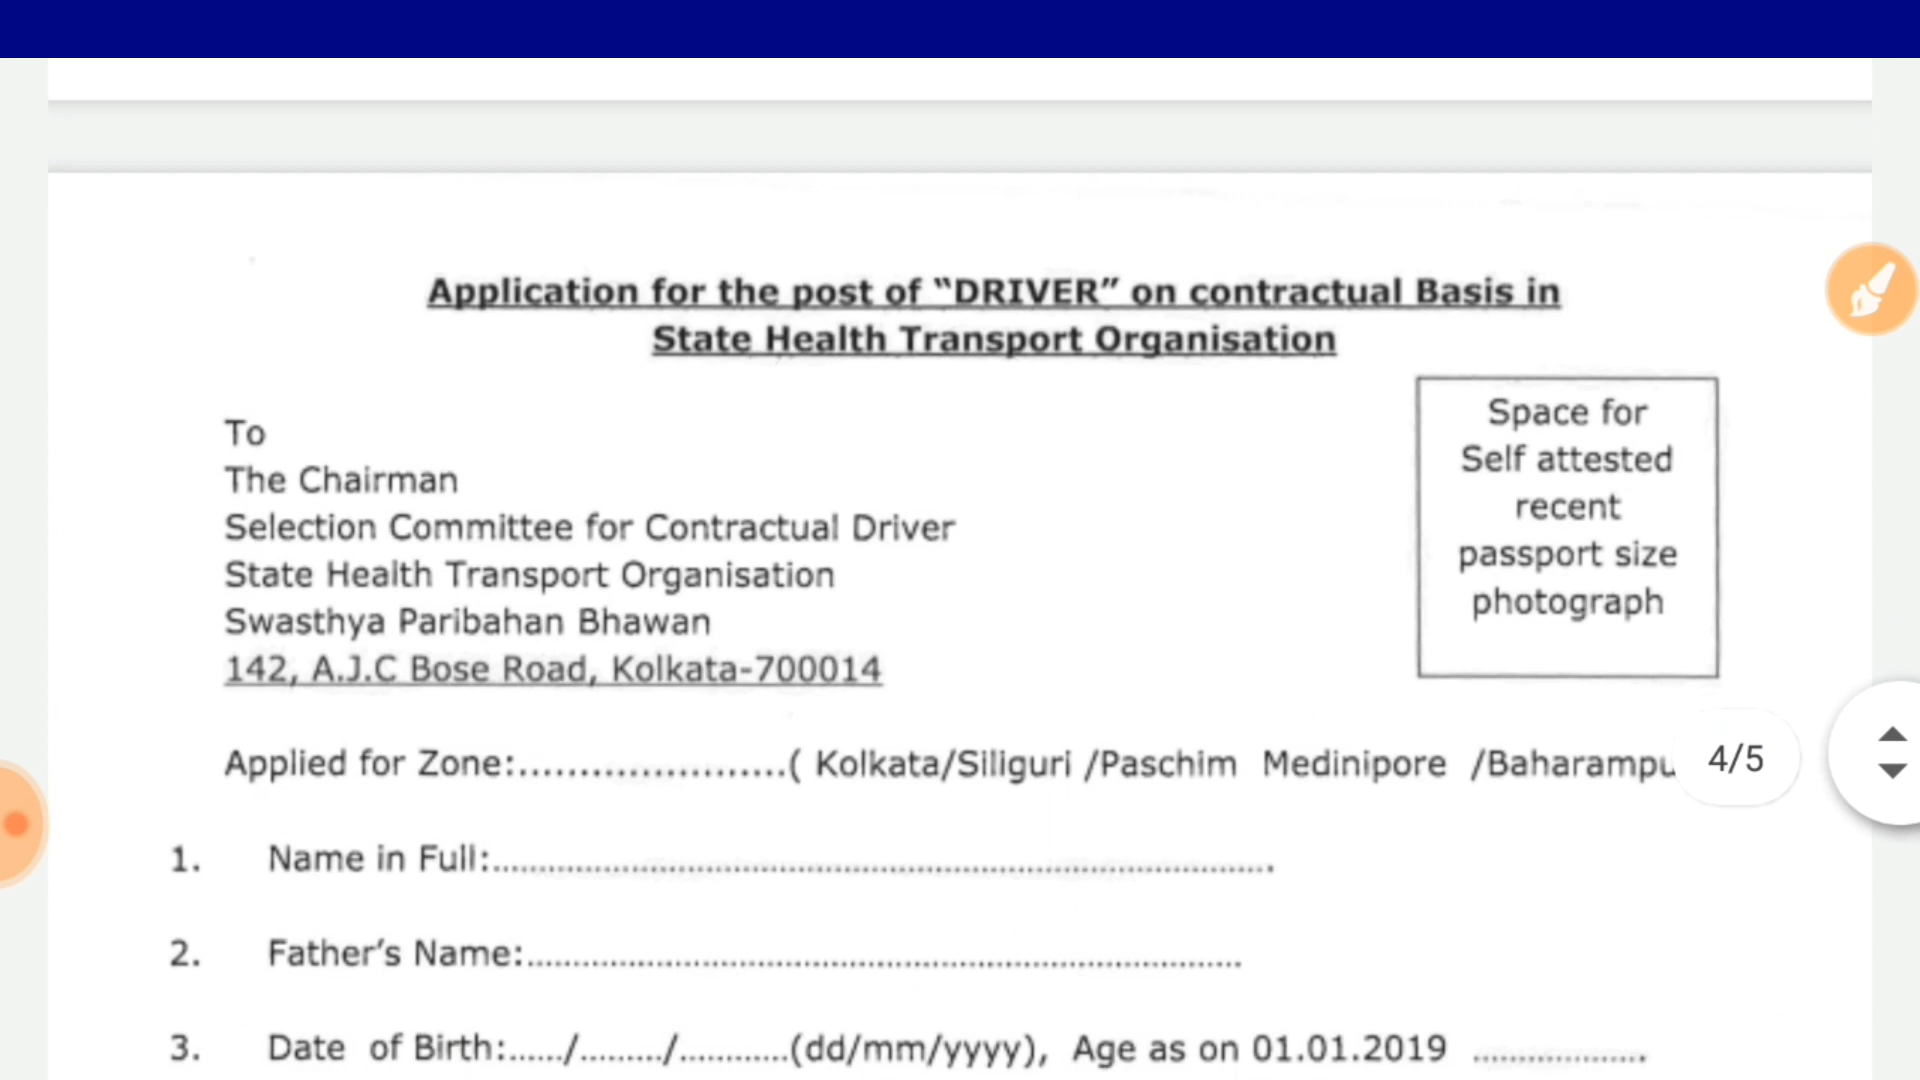 Application for the post of “DRIVER” on contractual Basis in
State Health Transport Organisation
Space for
Self attested
recent
passport size
photograph
To
The Chairman
Selection Committee for Contractual Driver
State Health Transport Organisation
Swasthya Paribahan Bhawan
142, A.J.C Bose Road, Kolkata-700014
Applied for Zone:......................( Kolkata/Siliguri /Paschim Medinipore /Baharampu
4/5
1. Name in Full:....................................................................................
2. Father’s Name:.............................................................................
3. Date of Birth:....../........./............(dd/mm/yyyy), Age as on 01.01.2019 ..................